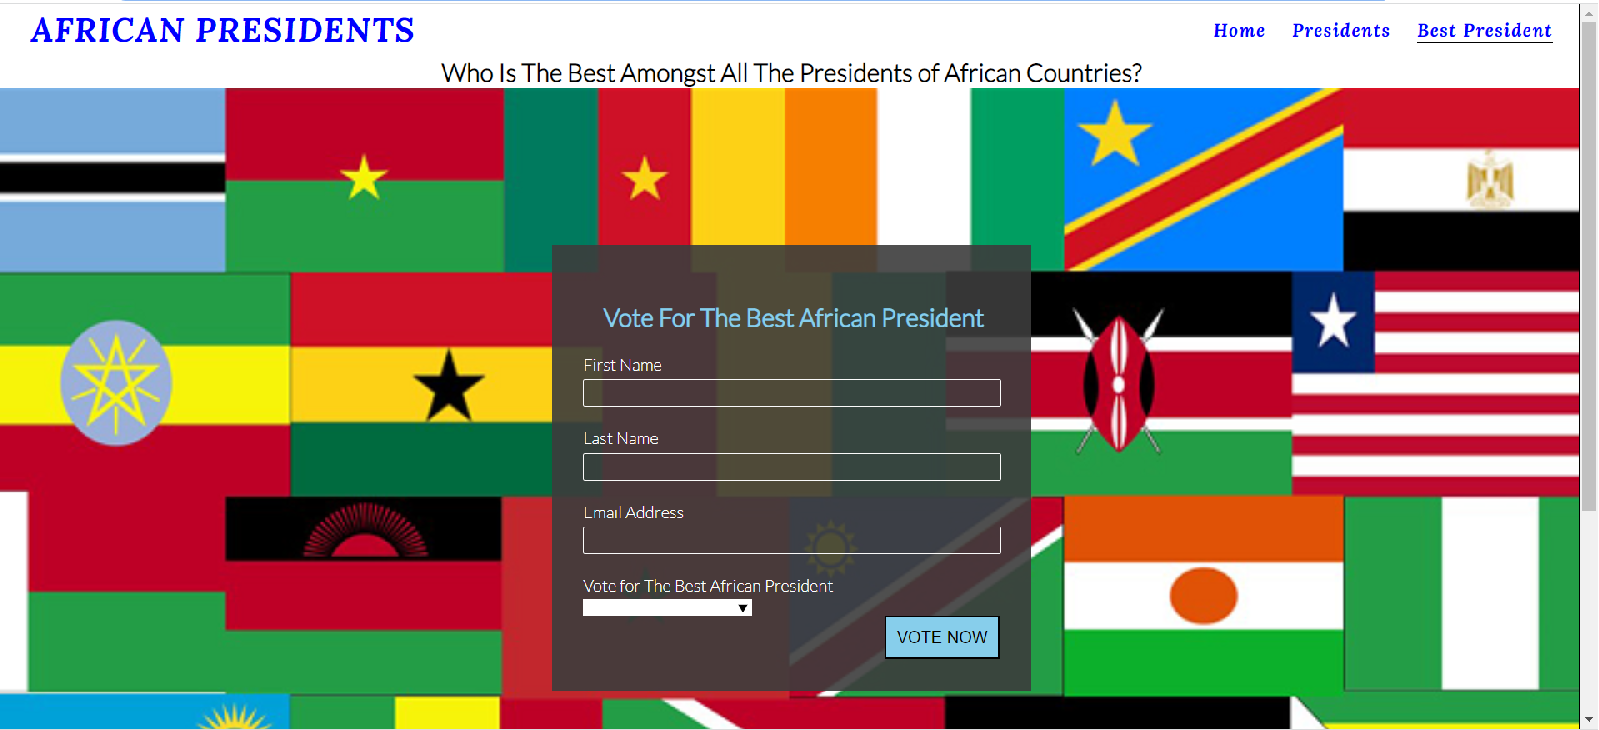 AFRICAN PRESIDENTS
Home Presidents Best President
Who Is The Best Amongst All The Presidents of African Countries?
Vote For The Best African President
First Name
Last Name
Email Address
Vote for The Best African President
VOTE NOW